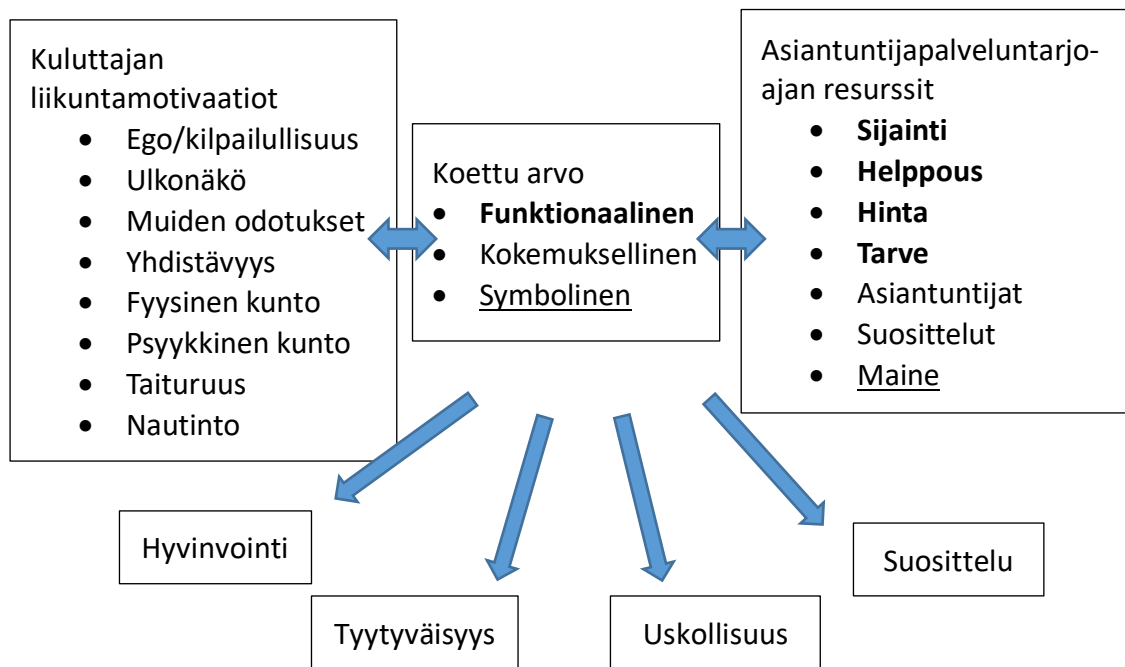 Kuluttajan
liikuntamotivaatiot
• Ego/kilpailullisuus
• Ulkonäkö
• Muiden odotukset
• Yhdistävyys
• Fyysinen kunto
• Psyykkinen kunto
• Taituruus
• Nautinto
Koettu arvo
• Funktionaalinen
• Kokemuksellinen
• Symbolinen
Asiantuntijapalveluntarjo-
ajan resurssit
• Sijainti
• Helppous
• Hinta
• Tarve
• Asiantuntijat
• Suosittelut
• Maine
Hyvinvointi
Tyytyväisyys
Uskollisuus
Suosittelu